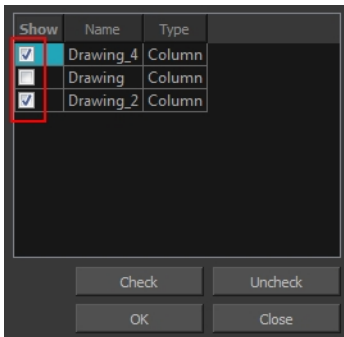 Show Name Type
Drawing_4 Column
Drawing Column
Drawing_2 Column
Check Uncheck
OK Close